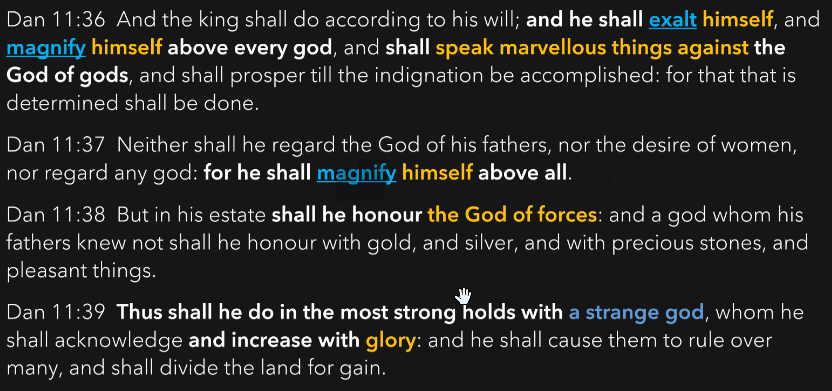 Dan 11:36 And the king shall do according to his will; and he shall exalt himself, and
magnify himself above every god, and shall speak marvellous things against the
God of gods, and shall prosper till the indignation be accomplished: for that that is
determined shall be done.
Dan 11:37 Neither shall he regard the God of his fathers, nor the desire of women,
nor regard any god: for he shall magnify himself above all.
Dan 11:38 But in his estate shall he honour the God of forces: and a god whom his
fathers knew not shall he honour with gold, and silver, and with precious stones, and
pleasant things.
Dan 11:39 Thus shall he do in the most strong holds with a strange god, whom he
shall acknowledge and increase with glory: and he shall cause them to rule over
many, and shall divide the land for gain.